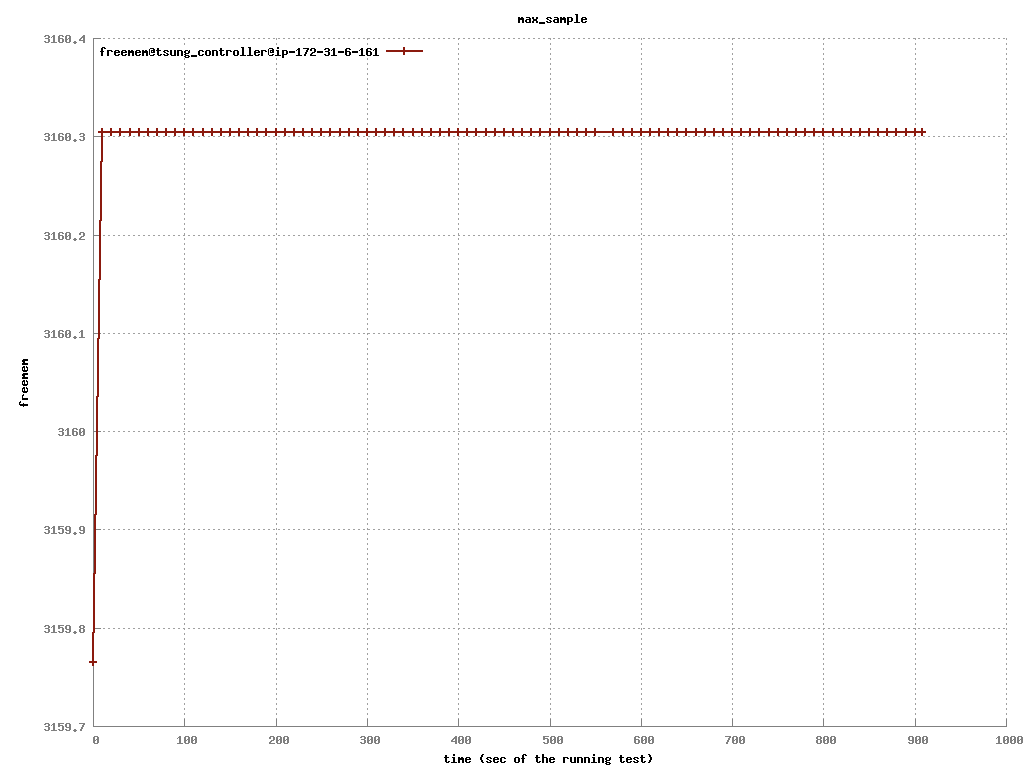 max_sample
3160.4
freemem@tsung_controller@ip-172-31-6-161
3160.3
3160.2
3160.1
freemem
3160
3159.9
3159.8
3159.7
0 100 200 300 400 500 600 700 800 900 1000
time (sec of the running test)